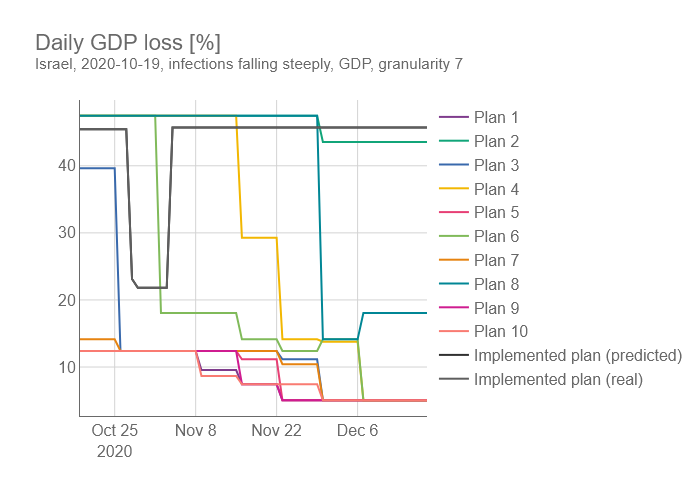 Daily GDP loss [%]
Israel, 2020-10-19, infections falling steeply, GDP, granularity 7
40
30
20
10
Oct 25
2020
Nov 8
Nov 22
Dec 6
Plan 1
Plan 2
Plan 3
Plan 4
Plan 5
Plan 6
Plan 7
Plan 8
Plan 9
Plan 10
Implemented plan (predicted)
Implemented plan (real)